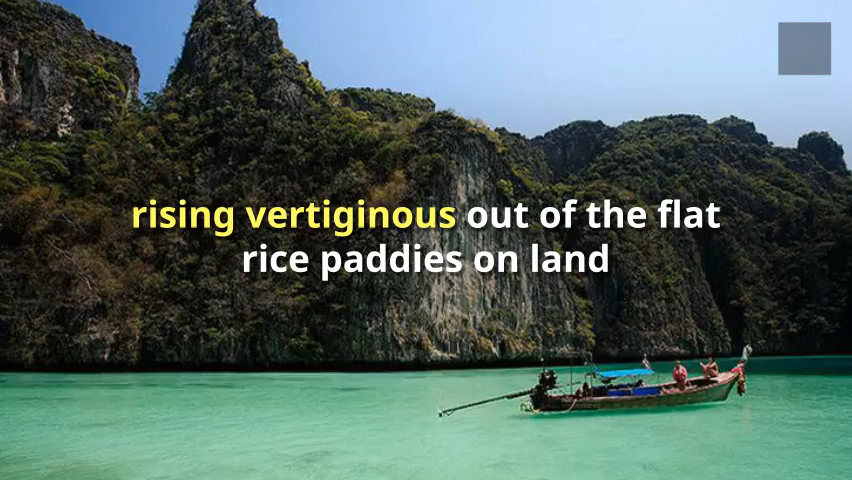 rising vertiginous out of the flat
rice paddies on land